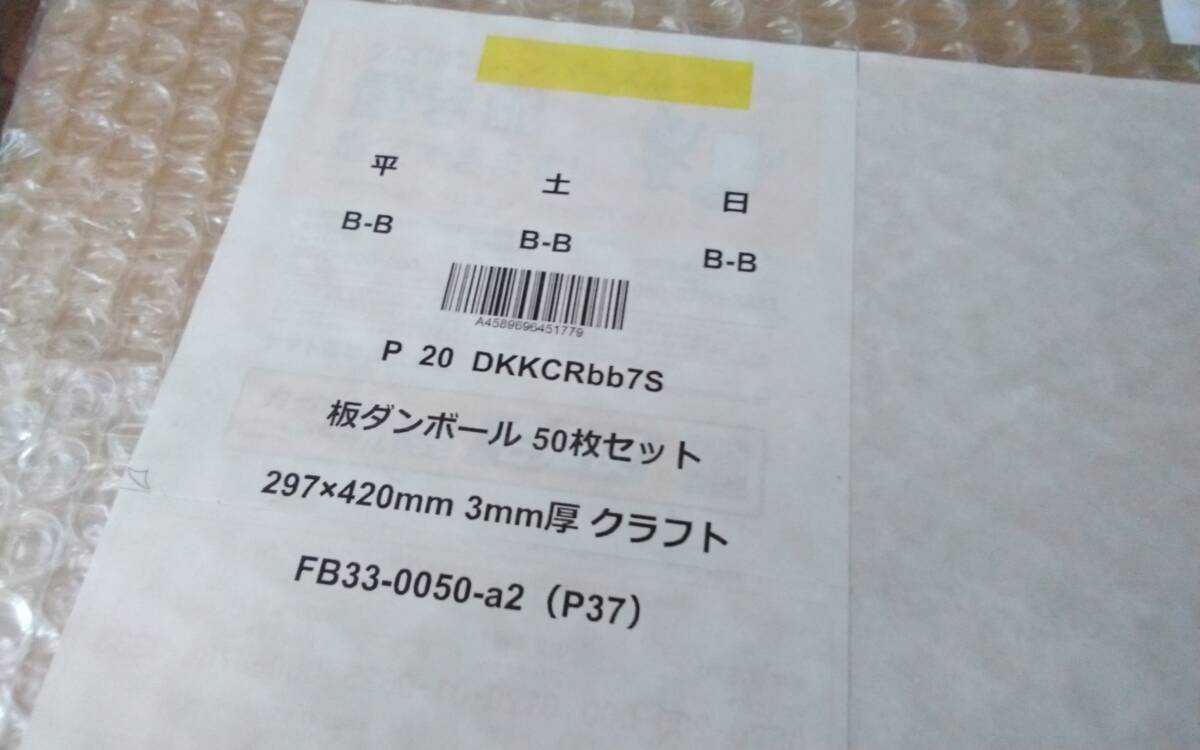 平 土 日
B-B B-B B-B
A4589696451779
P 20 DKKCRbb7S
板ダンボール 50枚セット
297×420mm 3mm厚 クラフト
FB33-0050-a2（P37）